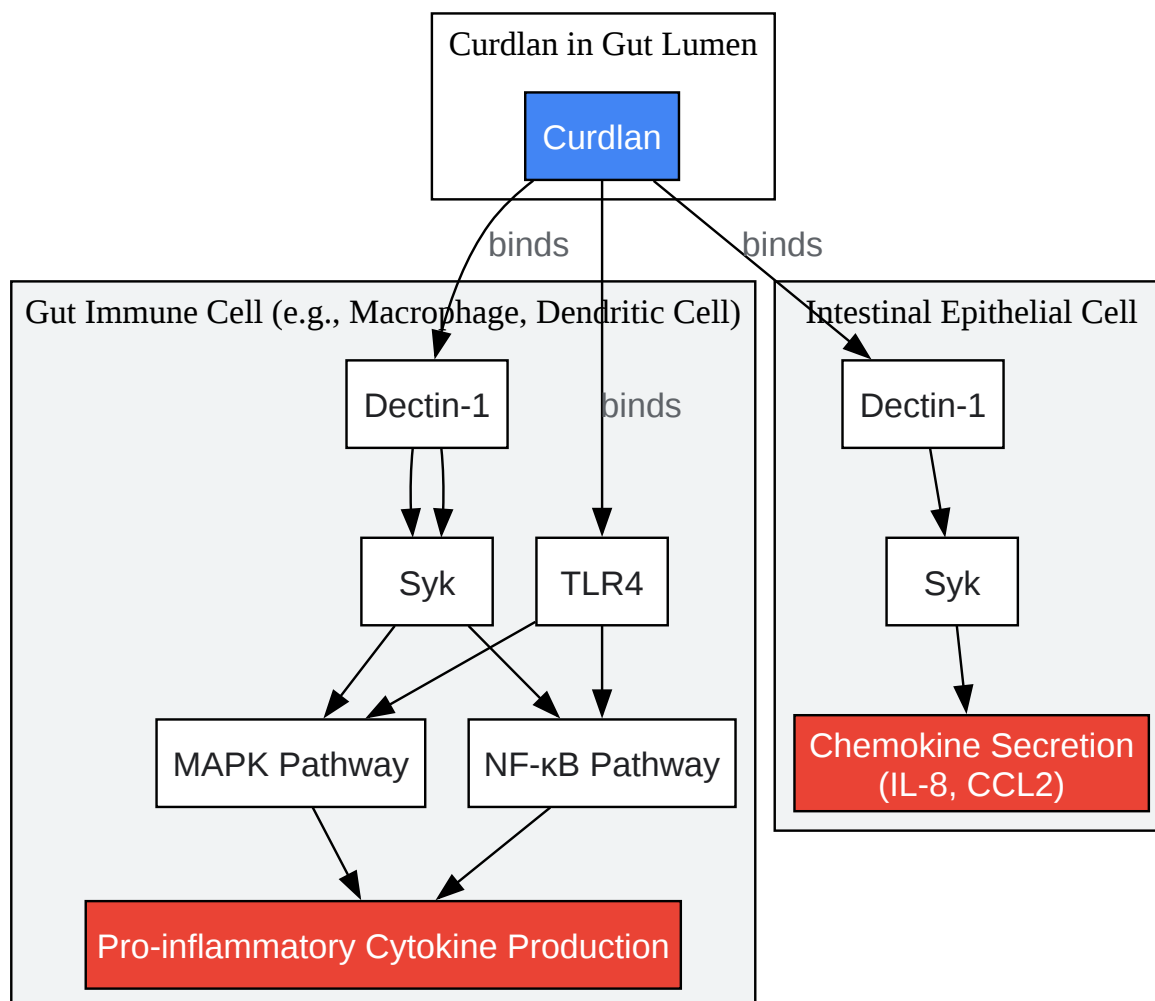 Curdlan in Gut Lumen
Curdlan
binds
binds
Gut Immune Cell (e.g., Macrophage, Dendritic Cell)
Intestinal Epithelial Cell
Dectin-1
binds
Dectin-1
Syk
TLR4
Syk
MAPK Pathway
NF-κB Pathway
Chemokine Secretion
(IL-8, CCL2)
Pro-inflammatory Cytokine Production